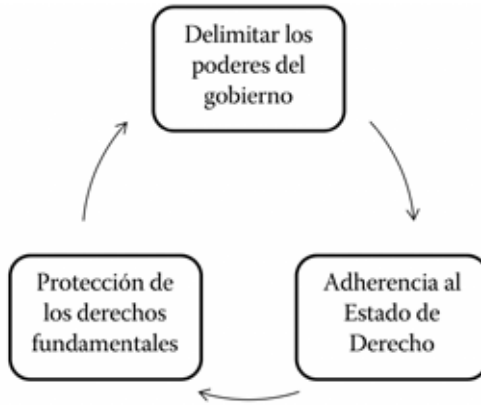 Delimitar los
poderes del
gobierno
Protección de
los derechos
fundamentales
Adherencia al
Estado de
Derecho